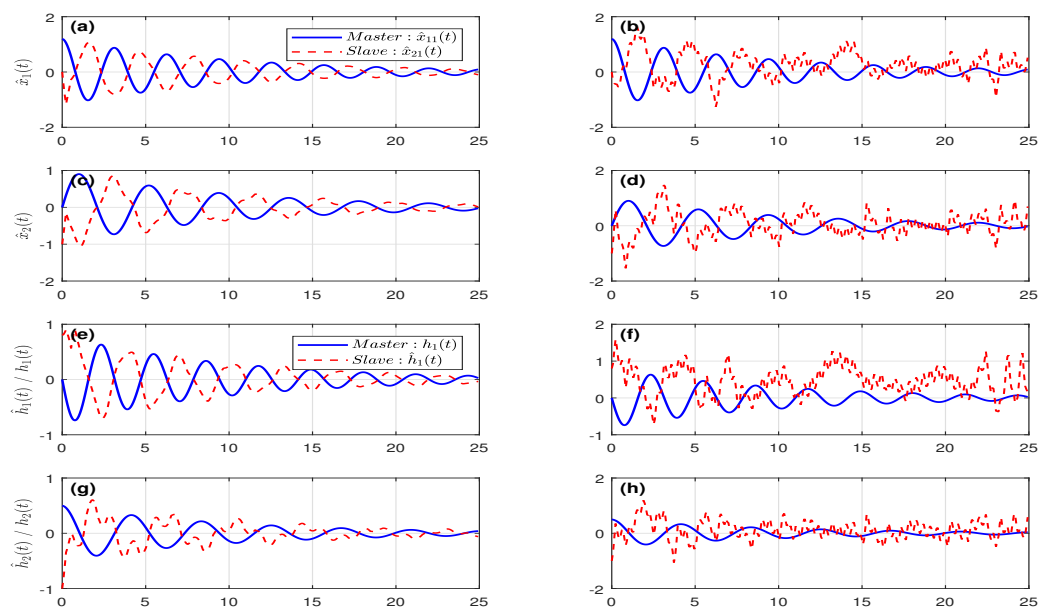 (a)
(b)
Master : x̂₁₁(t)
Slave : x̂₂₁(t)
x̂₁(t)
2
0
-2
0 5 10 15 20 25
2
0
-2
0 5 10 15 20 25
(c)
(d)
x̂₂(t)
1
0
-1
-2
0 5 10 15 20 25
2
0
-2
0 5 10 15 20 25
(e)
(f)
Master : h₁(t)
Slave : ĥ₁(t)
ĥ₁(t) / h₁(t)
1
0
-1
0 5 10 15 20 25
2
1
0
-1
0 5 10 15 20 25
(g)
(h)
ĥ₂(t) / h₂(t)
1
0
-1
0 5 10 15 20 25
2
0
-2
0 5 10 15 20 25